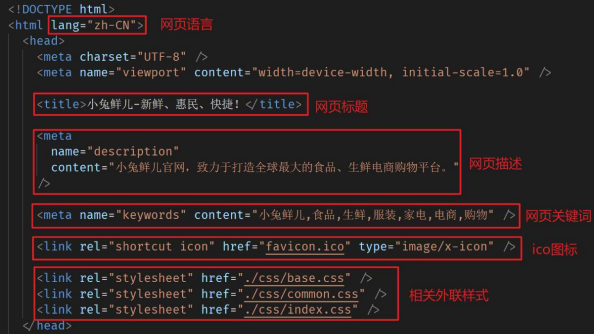 <!DOCTYPE html>
<html lang="zh-CN"> 网页语言
<head>
<meta charset="UTF-8" />
<meta name="viewport" content="width=device-width, initial-scale=1.0" />
<title>小兔鲜儿-新鲜、惠民、快捷!</title> 网页标题
<meta
name="description"
content="小兔鲜儿官网，致力于打造全球最大的食品、生鲜电商购物平台。" 网页描述
/>
<meta name="keywords" content="小兔鲜儿,食品,生鲜,服装,家电,电商,购物" /> 网页关键词
<link rel="shortcut icon" href="favicon.ico" type="image/x-icon" /> ico图标
<link rel="stylesheet" href="./css/base.css" />
<link rel="stylesheet" href="./css/common.css" /> 相关外联样式
<link rel="stylesheet" href="./css/index.css" />
</head>